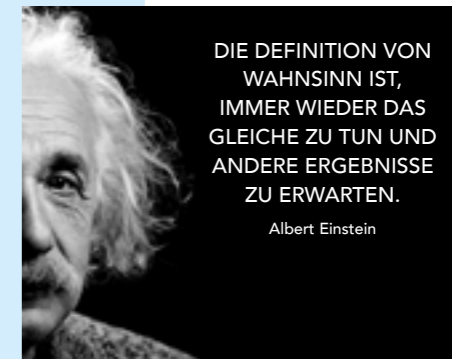 DIE DEFINITION VON
WAHNSINN IST,
IMMER WIEDER DAS
GLEICHE ZU TUN UND
ANDERE ERGEBNISSE
ZU ERWARTEN.
Albert Einstein